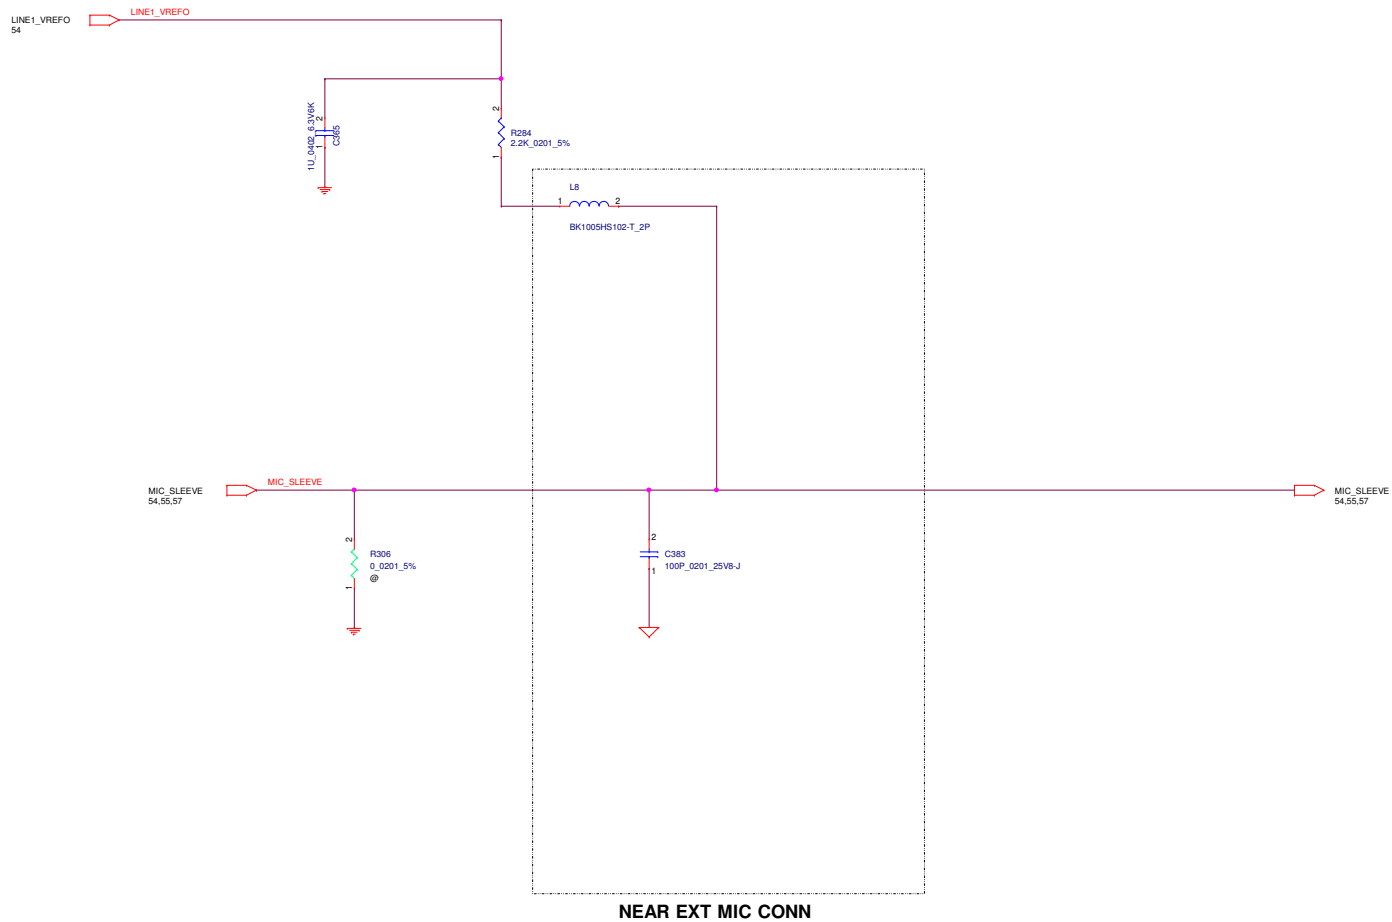 LINE1_VREFO
54
LINE1_VREFO
1U_0402_6.3V6K
C365
2
1
2
R284
2.2K_0201_5%
1
L8
1
2
BK1005HS102-T_2P
MIC_SLEEVE
54,55,57
MIC_SLEEVE
MIC_SLEEVE
54,55,57
2
R306
0_0201_5%
@
1
2
C383
100P_0201_25V8-J
1
NEAR EXT MIC CONN